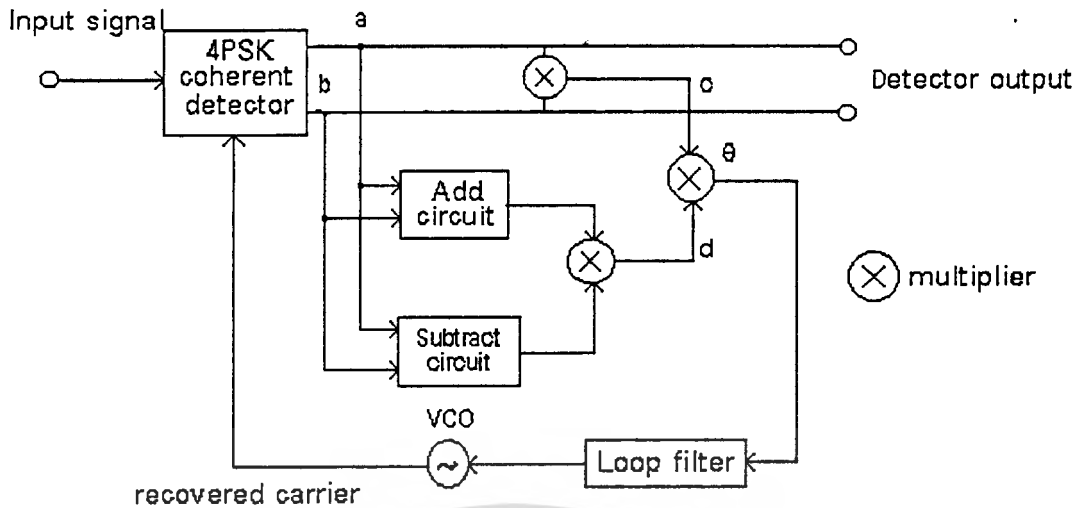 Input signal
a
4PSK
coherent
detector
b
c
Detector output
θ
Add
circuit
d
multiplier
Subtract
circuit
VCO
Loop filter
recovered carrier